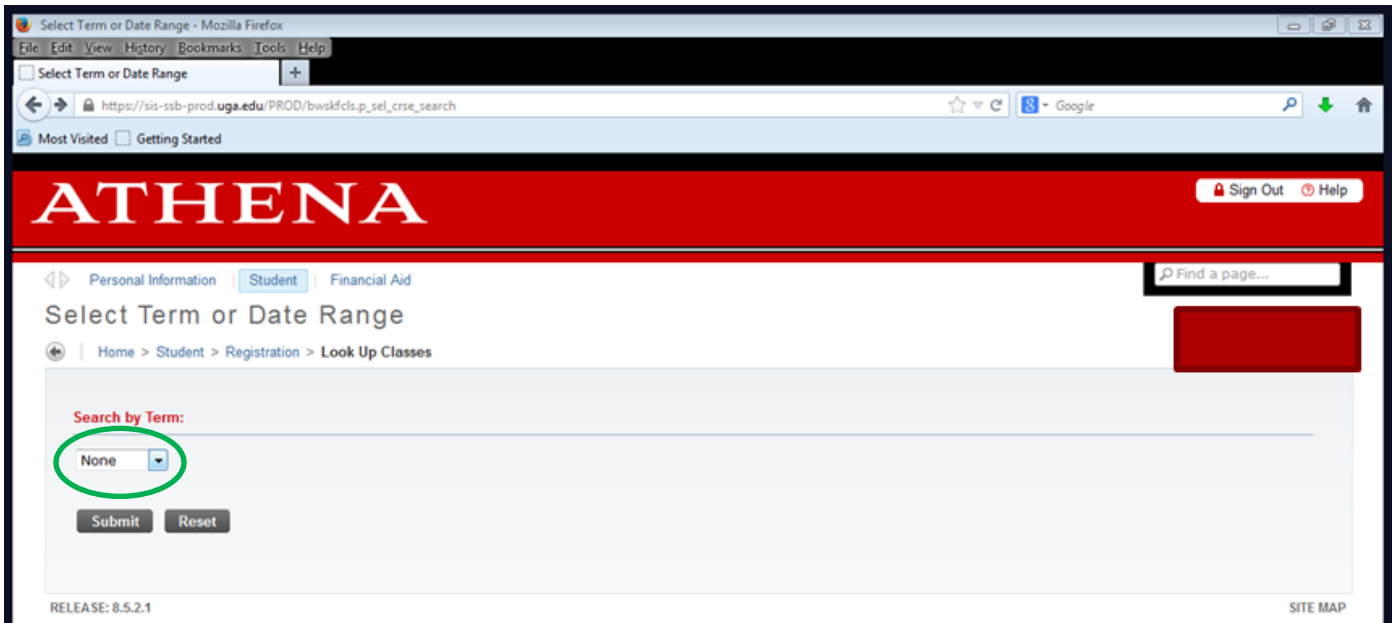 Select Term or Date Range - Mozilla Firefox
File Edit View History Bookmarks Tools Help
Select Term or Date Range +
https://sis-ssb-prod.uga.edu/PROD/bwskfcls.p_sel_crse_search 8 Google
Most Visited Getting Started
ATHENA
Sign Out Help
Personal Information | Student | Financial Aid
Find a page...
Select Term or Date Range
Home > Student > Registration > Look Up Classes
Search by Term:
None
Submit Reset
RELEASE: 8.5.2.1 SITE MAP